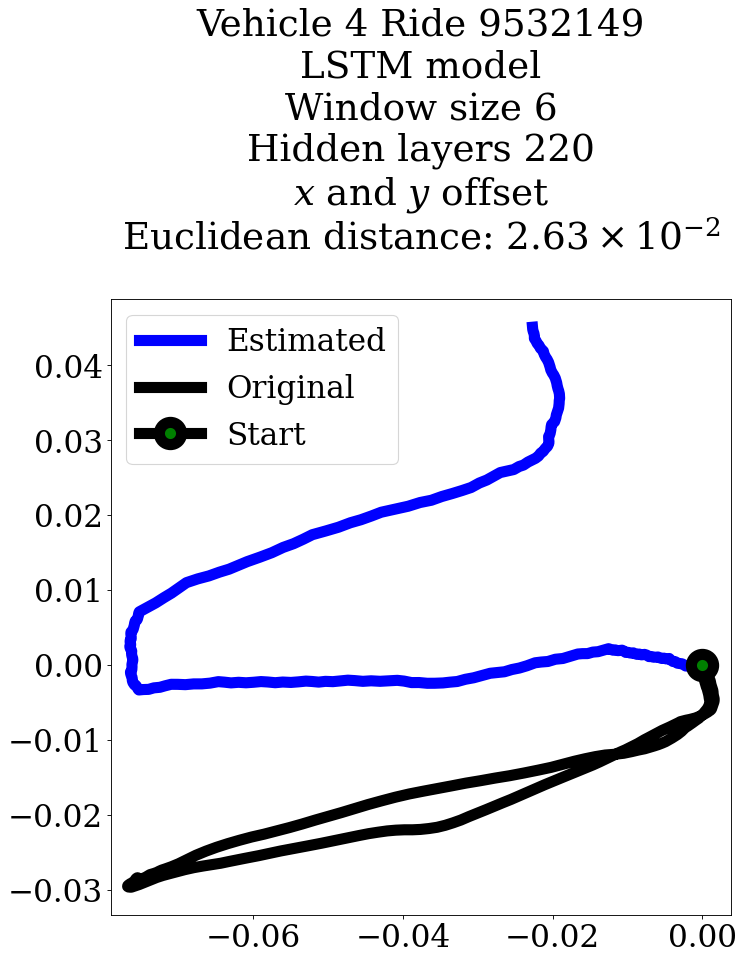 Vehicle 4 Ride 9532149
LSTM model
Window size 6
Hidden layers 220
x and y offset
Euclidean distance: 2.63 × 10⁻²
Estimated
Original
Start
0.04
0.03
0.02
0.01
0.00
−0.01
−0.02
−0.03
−0.06 −0.04 −0.02 0.00